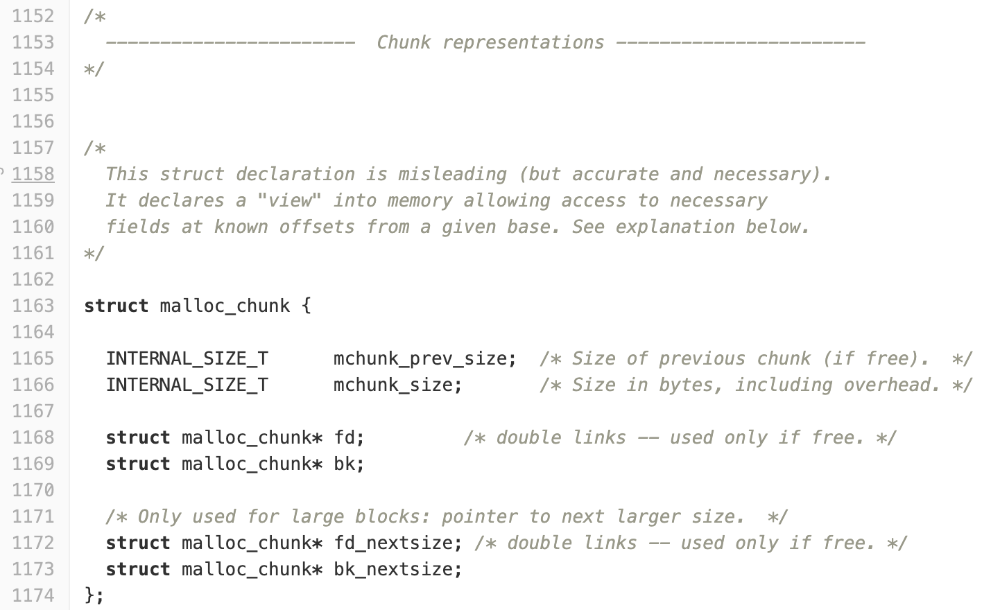 1152 /*
1153   -----------------------  Chunk representations -----------------------
1154 */
1155
1156
1157 /*
1158   This struct declaration is misleading (but accurate and necessary).
1159   It declares a "view" into memory allowing access to necessary
1160   fields at known offsets from a given base. See explanation below.
1161 */
1162
1163 struct malloc_chunk {
1164
1165   INTERNAL_SIZE_T      mchunk_prev_size;  /* Size of previous chunk (if free).  */
1166   INTERNAL_SIZE_T      mchunk_size;       /* Size in bytes, including overhead. */
1167
1168   struct malloc_chunk* fd;         /* double links -- used only if free. */
1169   struct malloc_chunk* bk;
1170
1171   /* Only used for large blocks: pointer to next larger size.  */
1172   struct malloc_chunk* fd_nextsize; /* double links -- used only if free. */
1173   struct malloc_chunk* bk_nextsize;
1174 };